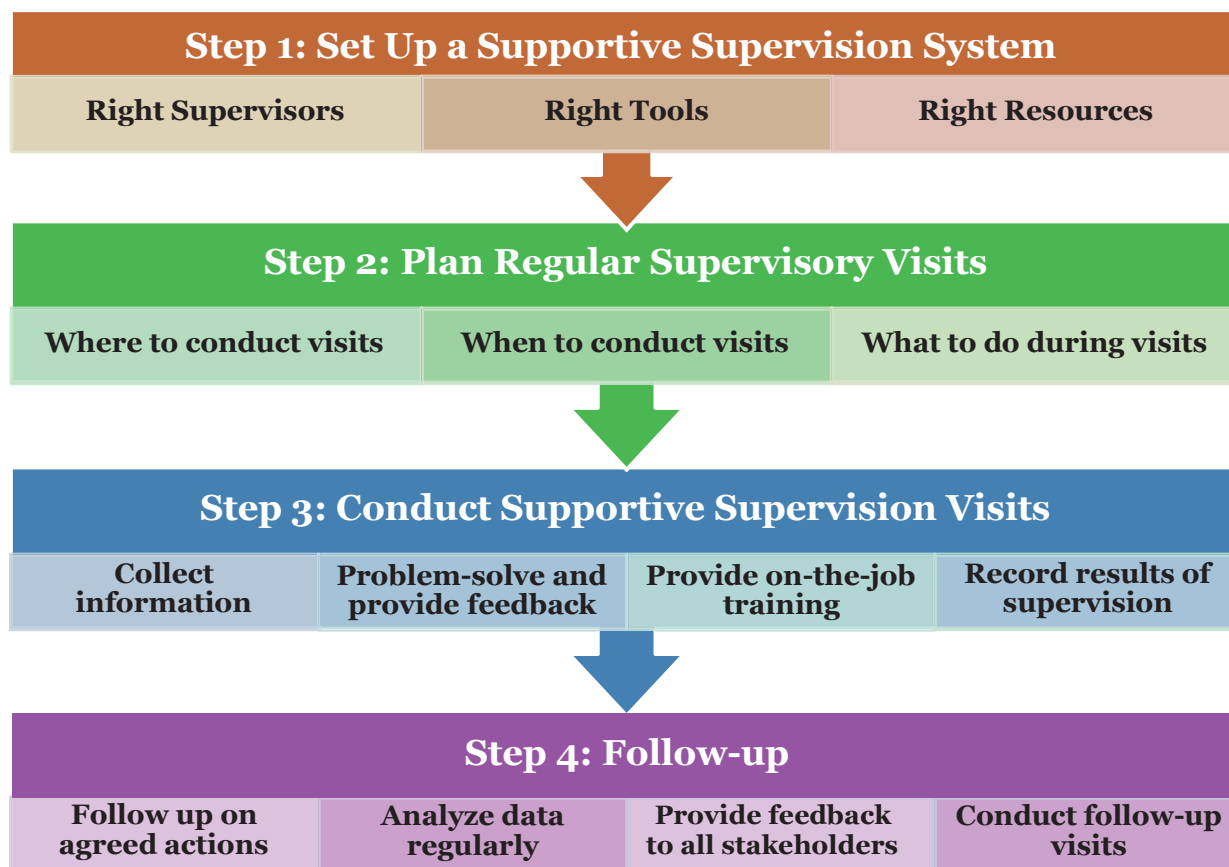 Step 1: Set Up a Supportive Supervision System
Right Supervisors
Right Tools
Right Resources
Step 2: Plan Regular Supervisory Visits
Where to conduct visits
When to conduct visits
What to do during visits
Step 3: Conduct Supportive Supervision Visits
Collect
information
Problem-solve and
provide feedback
Provide on-the-job
training
Record results of
supervision
Step 4: Follow-up
Follow up on
agreed actions
Analyze data
regularly
Provide feedback
to all stakeholders
Conduct follow-up
visits